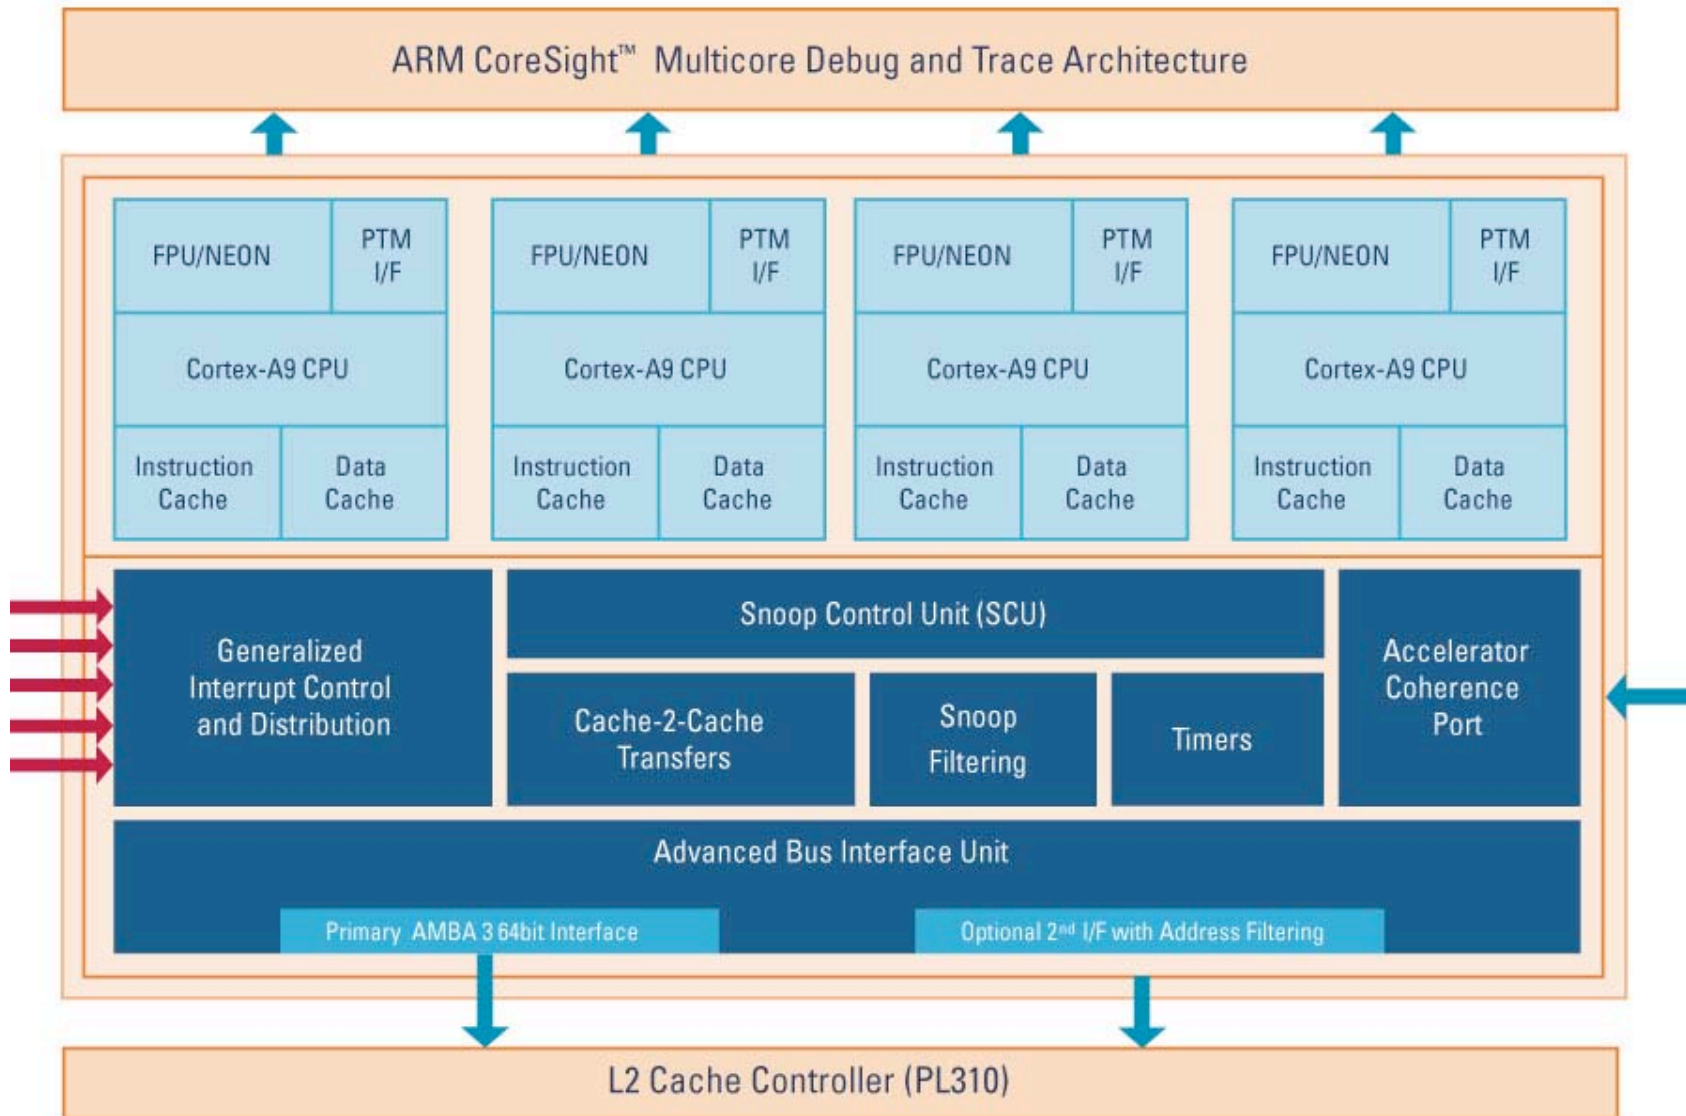 ARM CoreSight™ Multicore Debug and Trace Architecture
FPU/NEON
PTM
I/F
Cortex-A9 CPU
Instruction
Cache
Data
Cache
FPU/NEON
PTM
I/F
Cortex-A9 CPU
Instruction
Cache
Data
Cache
FPU/NEON
PTM
I/F
Cortex-A9 CPU
Instruction
Cache
Data
Cache
FPU/NEON
PTM
I/F
Cortex-A9 CPU
Instruction
Cache
Data
Cache
Generalized
Interrupt Control
and Distribution
Snoop Control Unit (SCU)
Cache-2-Cache
Transfers
Snoop
Filtering
Timers
Accelerator
Coherence
Port
Advanced Bus Interface Unit
Primary AMBA 3 64bit Interface
Optional 2nd I/F with Address Filtering
L2 Cache Controller (PL310)